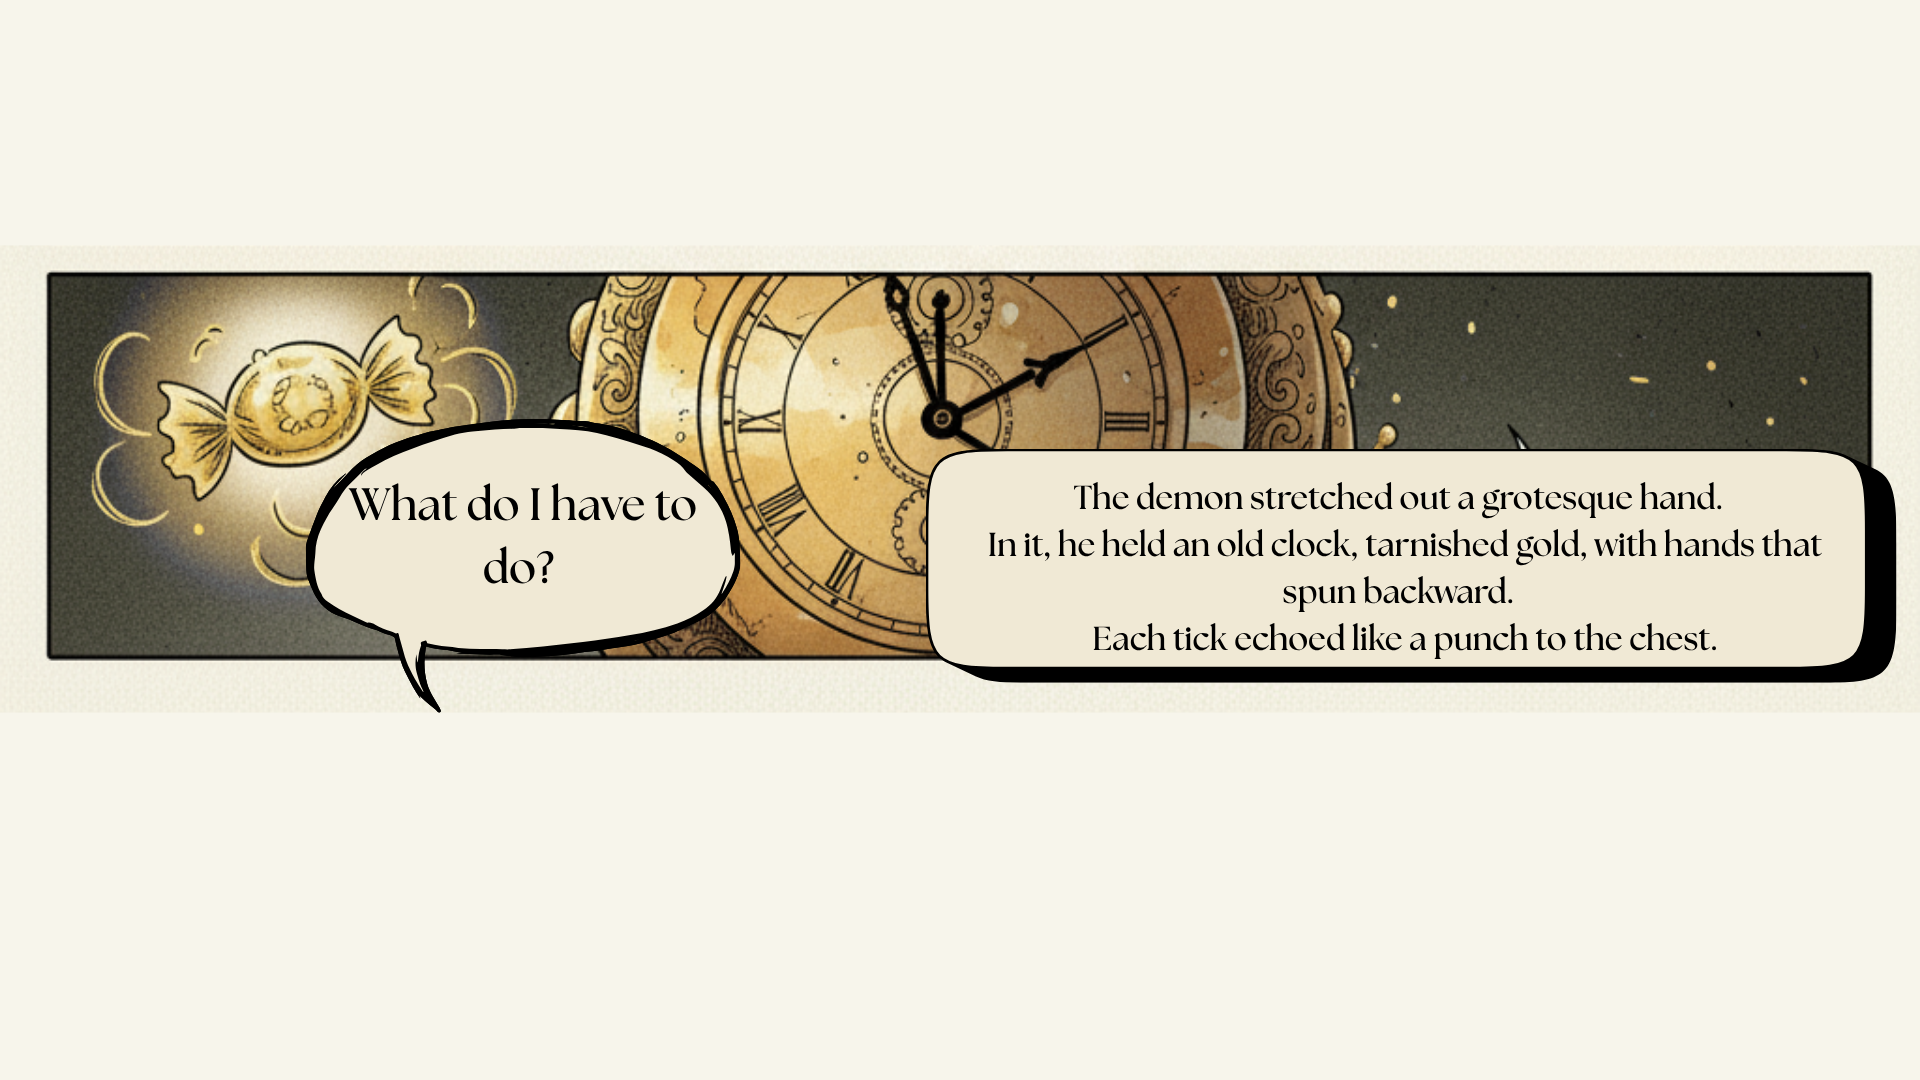 What do I have to
do?
The demon stretched out a grotesque hand.
In it, he held an old clock, tarnished gold, with hands that
spun backward.
Each tick echoed like a punch to the chest.